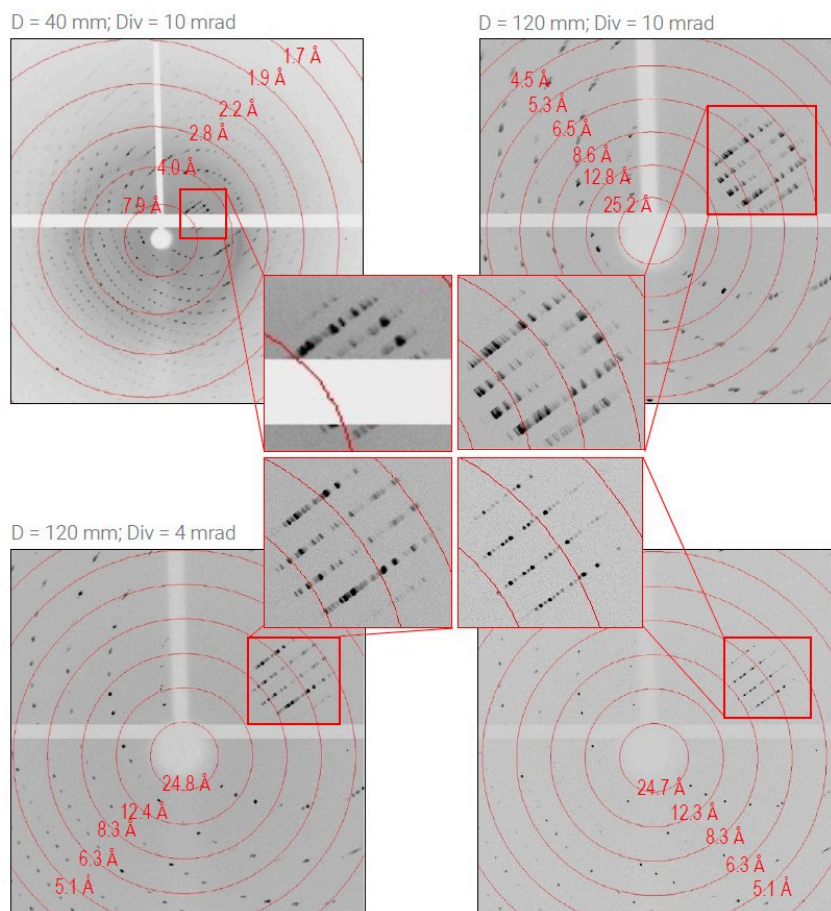 D = 40 mm; Div = 10 mrad
1.7 Å
1.9 Å
2.2 Å
2.8 Å
4.0 Å
7.9 Å
D = 120 mm; Div = 10 mrad
4.5 Å
5.3 Å
6.5 Å
8.6 Å
12.8 Å
25.2 Å
D = 120 mm; Div = 4 mrad
24.8 Å
12.4 Å
8.3 Å
6.3 Å
5.1 Å
24.7 Å
12.3 Å
8.3 Å
6.3 Å
5.1 Å